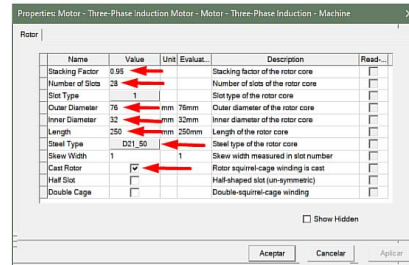 Properties: Motor - Three-Phase Induction Motor - Motor - Three-Phase Induction - Machine
Rotor
Name Value Unit Evaluat... Description Read-...
Stacking Factor 0.95 Stacking factor of the rotor core
Number of Slots 28 Number of slots of the rotor core
Slot Type 1 Slot type of the rotor core
Outer Diameter 76 mm 76mm Outer diameter of the rotor core
Inner Diameter 32 mm 32mm Inner diameter of the rotor core
Length 250 mm 250mm Length of the rotor core
Steel Type D21_50 Steel type of the rotor core
Skew Width 1 1 Skew width measured in slot number
Cast Rotor Rotor squirrel-cage winding is cast
Half Slot Half-shaped slot (un-symmetric)
Double Cage Double-squirrel-cage winding
Show Hidden
Aceptar Cancelar Aplicar